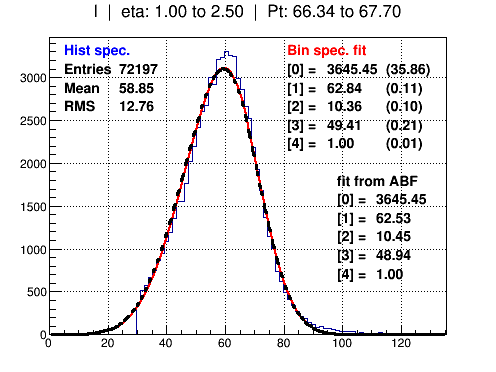 I | eta: 1.00 to 2.50 | Pt: 66.34 to 67.70
Hist spec.
Entries 72197
Mean 58.85
RMS 12.76
Bin spec. fit
[0] = 3645.45 (35.86)
[1] = 62.84 (0.11)
[2] = 10.36 (0.10)
[3] = 49.41 (0.21)
[4] = 1.00 (0.01)
fit from ABF
[0] = 3645.45
[1] = 62.53
[2] = 10.45
[3] = 48.94
[4] = 1.00
3000
2500
2000
1500
1000
500
0
0 20 40 60 80 100 120